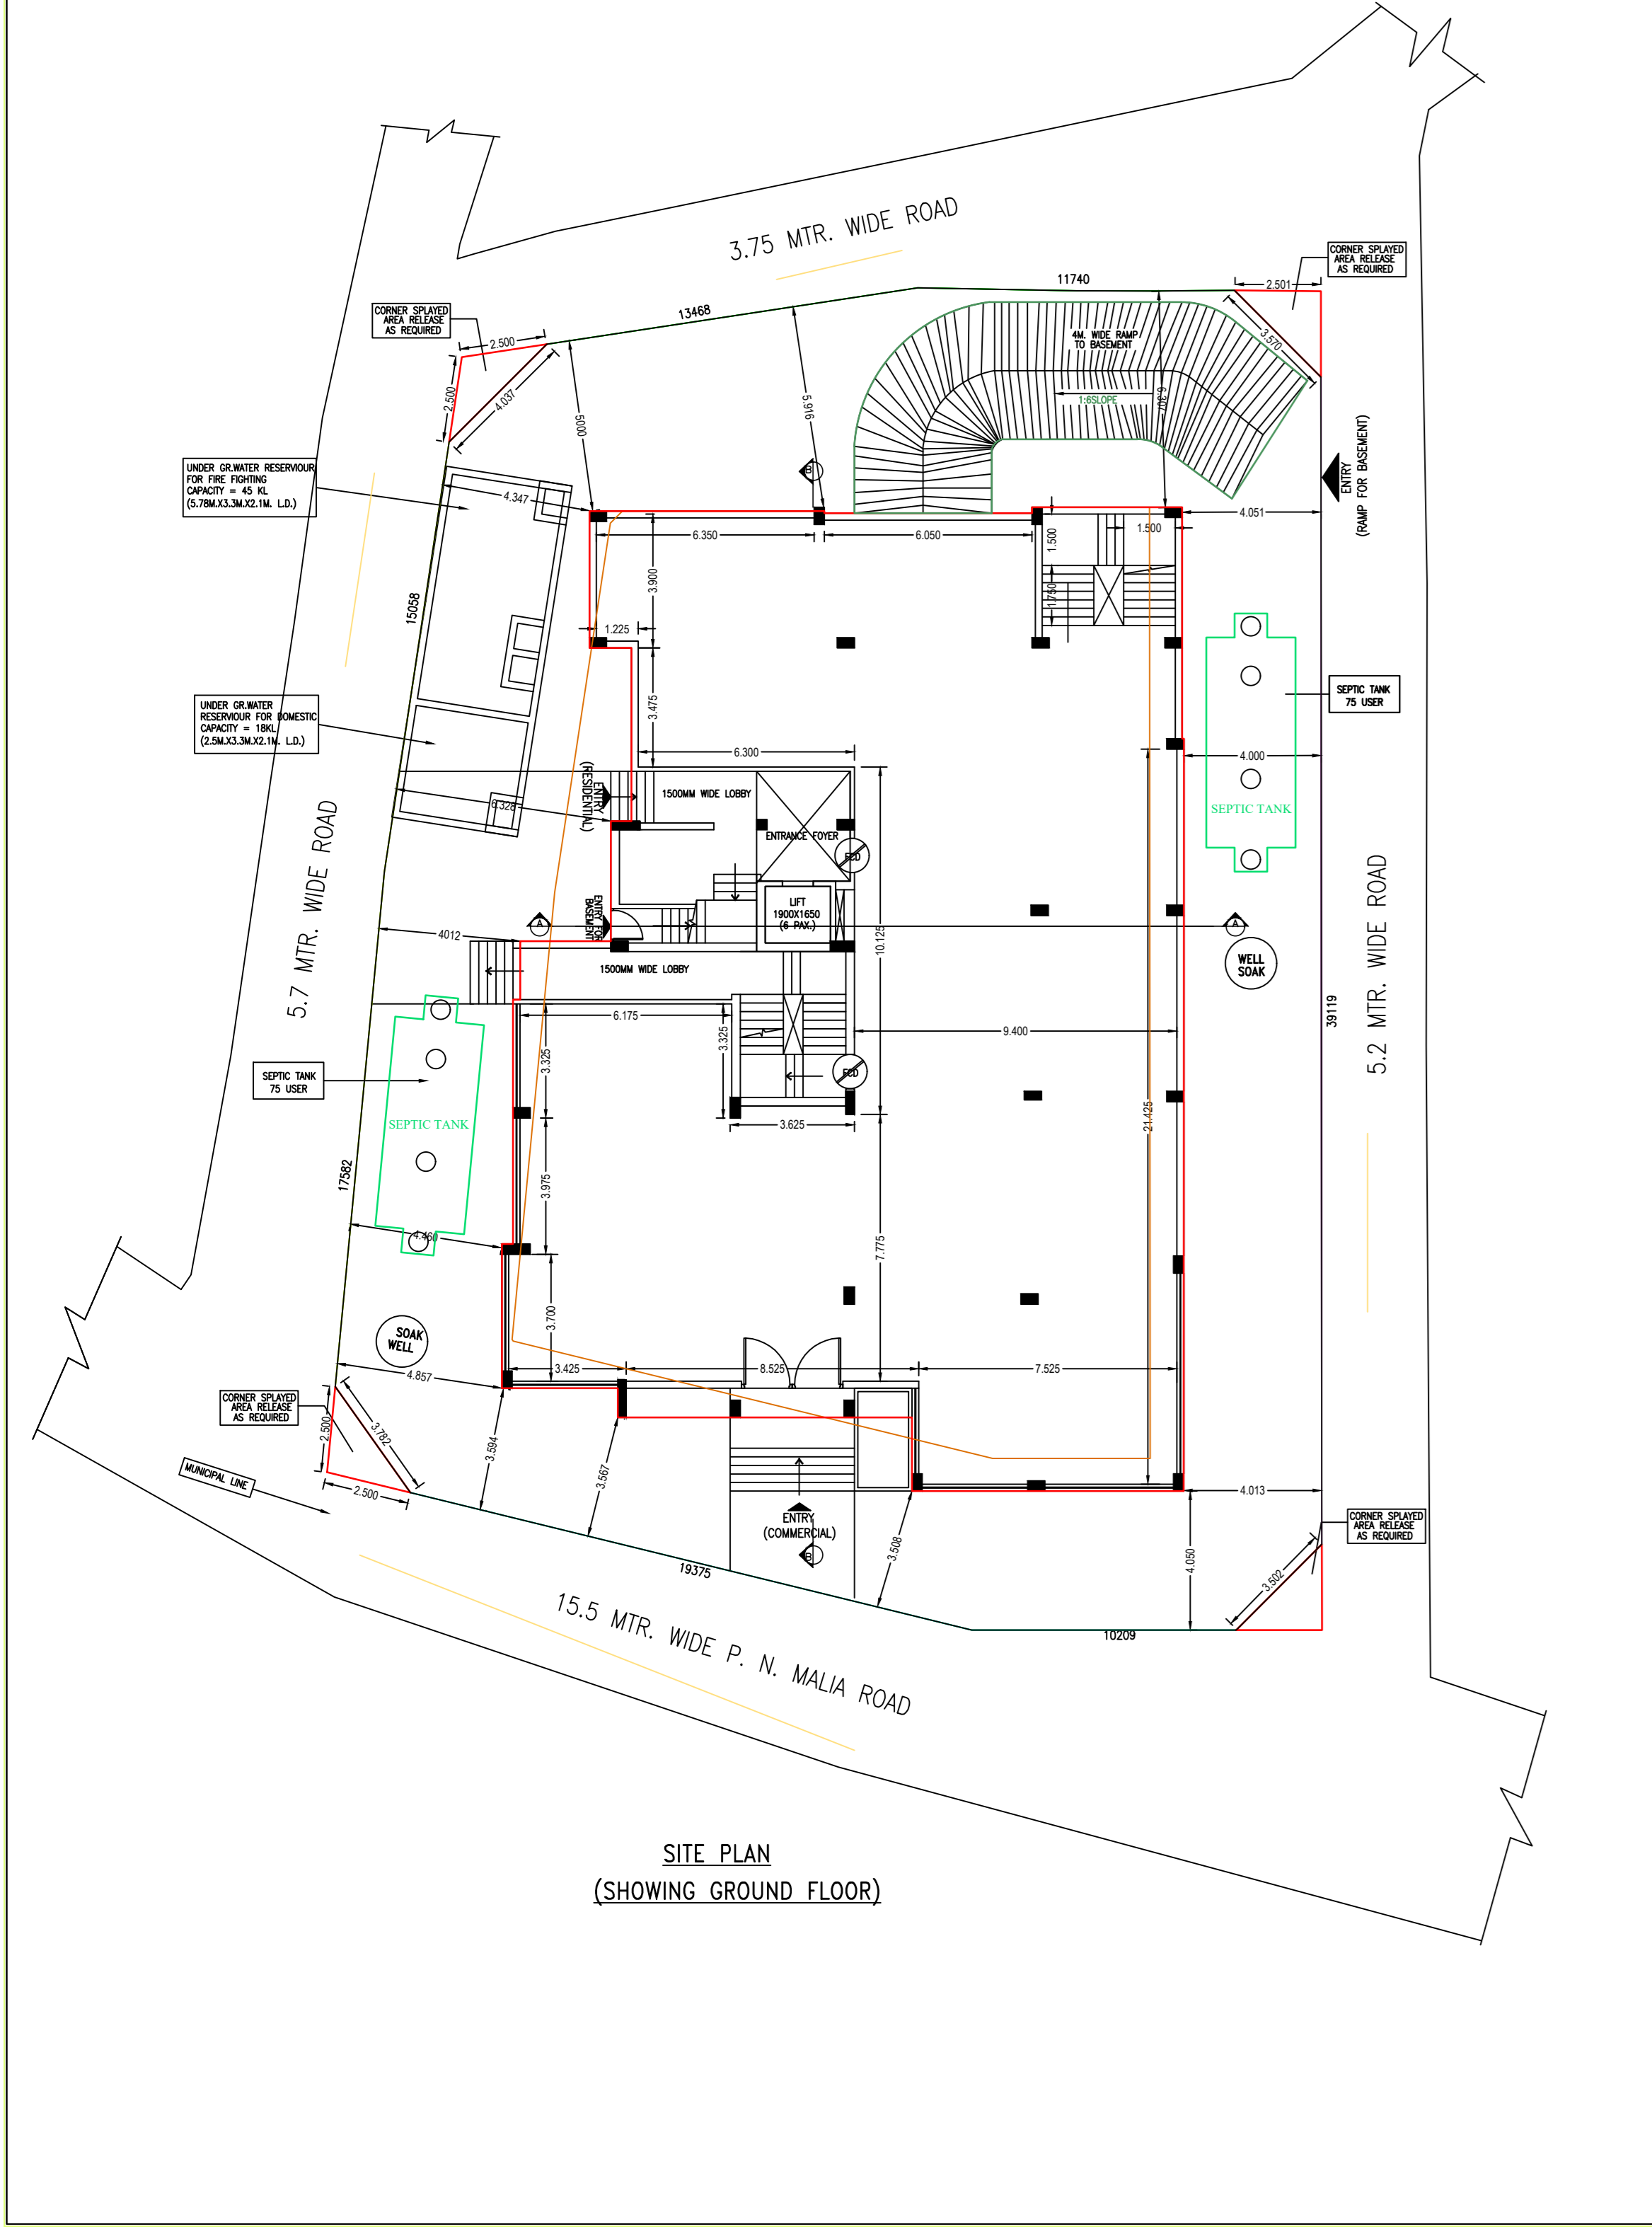 3.75 MTR. WIDE ROAD
CORNER SPLAYED
AREA RELEASE
AS REQUIRED
11740
2.501
13468
CORNER SPLAYED
AREA RELEASE
AS REQUIRED
2.500
2.500
4.037
3.570
4M. WIDE RAMP
TO BASEMENT
1:6SLOPE
6.307
5.916
5000
UNDER GR.WATER RESERVIOUR
FOR FIRE FIGHTING
CAPACITY = 45 KL
(5.78M.X3.3M.X2.1M. L.D.)
4.347
B
ENTRY
(RAMP FOR BASEMENT)
4.051
6.350
6.050
1.500
1.500
1.750
3.900
15058
1.225
3.475
SEPTIC TANK
75 USER
UNDER GR.WATER
RESERVIOUR FOR DOMESTIC
CAPACITY = 18KL
(2.5M.X3.3M.X2.1M. L.D.)
6.300
4.000
ENTRY
(RESIDENTIAL)
1500MM WIDE LOBBY
6.328
SEPTIC TANK
ENTRANCE FOYER
FCD
5.7 MTR. WIDE ROAD
5.2 MTR. WIDE ROAD
LIFT
1900X1650
(6 PAX.)
ENTRY FOR
BASEMENT
A
A
4012
10.125
WELL
SOAK
1500MM WIDE LOBBY
39119
6.175
3.325
3.325
9.400
FCD
SEPTIC TANK
75 USER
SEPTIC TANK
3.625
21.425
17582
3.975
4.460
7.775
SOAK
WELL
3.700
4.857
3.425
8.525
7.525
CORNER SPLAYED
AREA RELEASE
AS REQUIRED
2.500
3.782
3.594
3.567
MUNICIPAL LINE
2.500
4.013
ENTRY
(COMMERCIAL)
B
3.508
4.050
CORNER SPLAYED
AREA RELEASE
AS REQUIRED
3.502
19375
10209
15.5 MTR. WIDE P. N. MALIA ROAD
SITE PLAN
(SHOWING GROUND FLOOR)